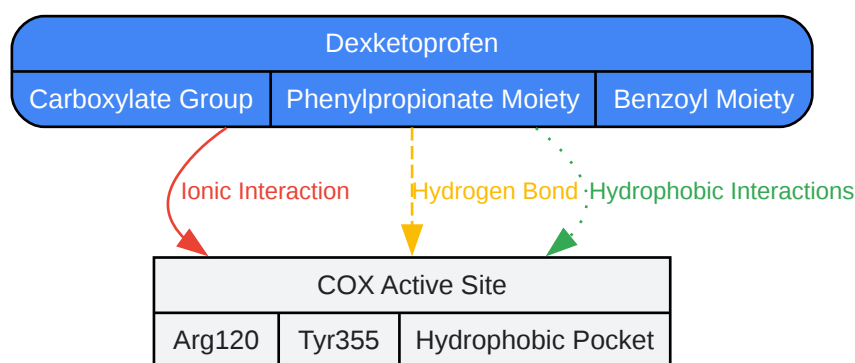 Dexketoprofen
Carboxylate Group Phenylpropionate Moiety Benzoyl Moiety
Ionic Interaction Hydrogen Bond Hydrophobic Interactions
COX Active Site
Arg120 Tyr355 Hydrophobic Pocket